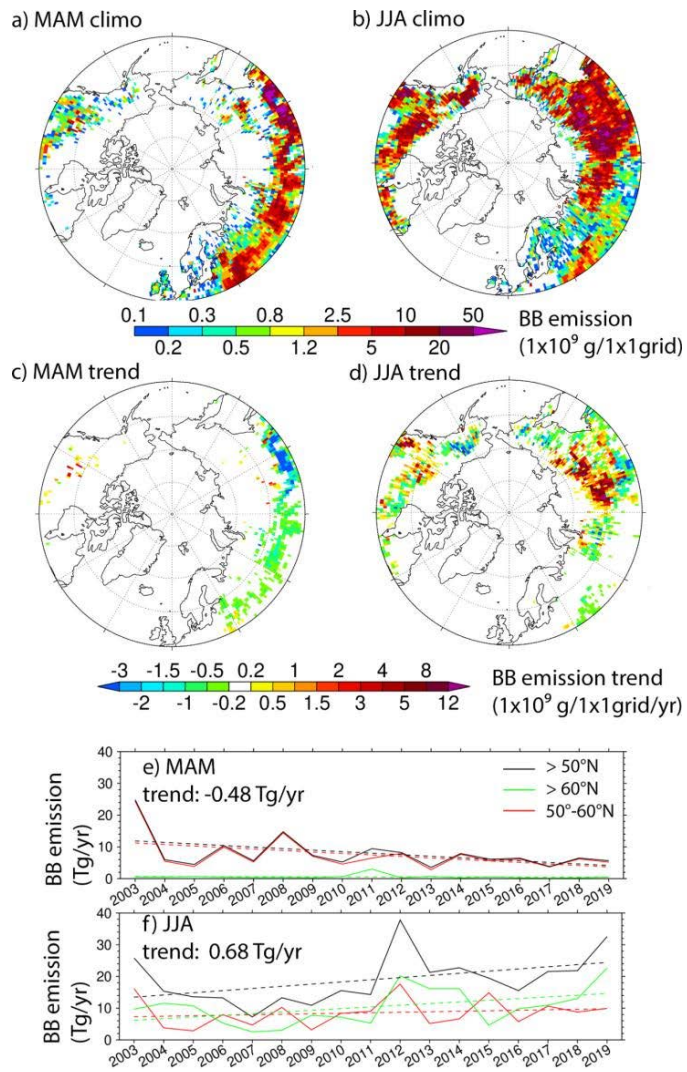 a) MAM climo
b) JJA climo
0.1 0.3 0.8 2.5 10 50
0.2 0.5 1.2 5 20
BB emission
(1x10⁹ g/1x1grid)
c) MAM trend
d) JJA trend
-3 -1.5 -0.5 0.2 1 2 4 8
-2 -1 -0.2 0.5 1.5 3 5 12
BB emission trend
(1x10⁹ g/1x1grid/yr)
e) MAM
trend: -0.48 Tg/yr
> 50°N
> 60°N
50°-60°N
BB emission
(Tg/yr)
40
30
20
10
0
2003 2004 2005 2006 2007 2008 2009 2010 2011 2012 2013 2014 2015 2016 2017 2018 2019
f) JJA
trend: 0.68 Tg/yr
BB emission
(Tg/yr)
40
30
20
10
0
2003 2004 2005 2006 2007 2008 2009 2010 2011 2012 2013 2014 2015 2016 2017 2018 2019